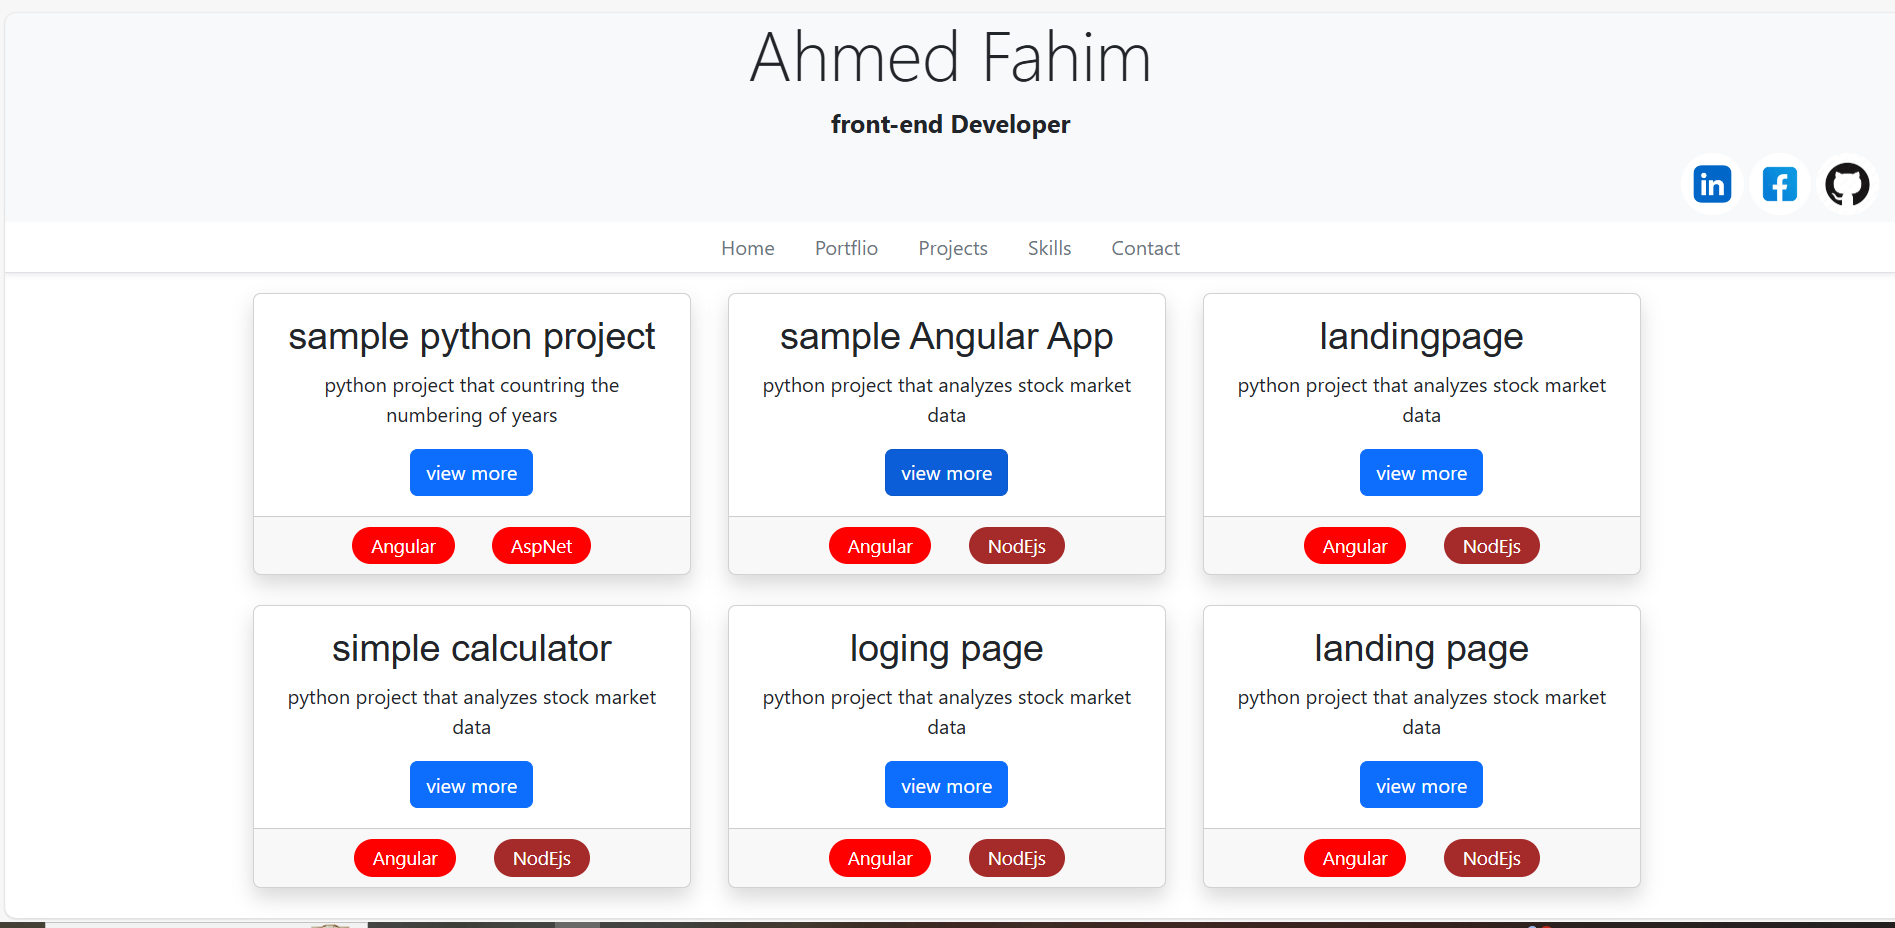 Ahmed Fahim
front-end Developer
in
Home Portflio Projects Skills Contact
sample python project
python project that countring the
numbering of years
view more
Angular AspNet
sample Angular App
python project that analyzes stock market
data
view more
Angular NodEjs
landingpage
python project that analyzes stock market
data
view more
Angular NodEjs
simple calculator
python project that analyzes stock market
data
view more
Angular NodEjs
loging page
python project that analyzes stock market
data
view more
Angular NodEjs
landing page
python project that analyzes stock market
data
view more
Angular NodEjs